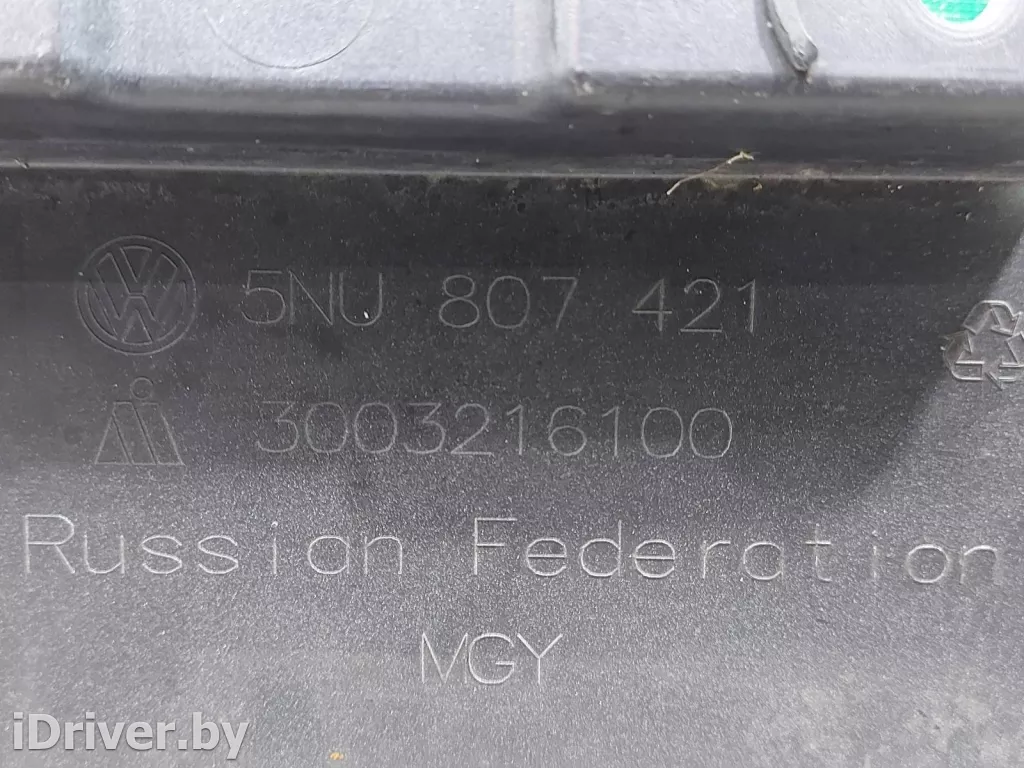 5NU 807 421
3003216100
Russian Federation
MGY
iDriver.by